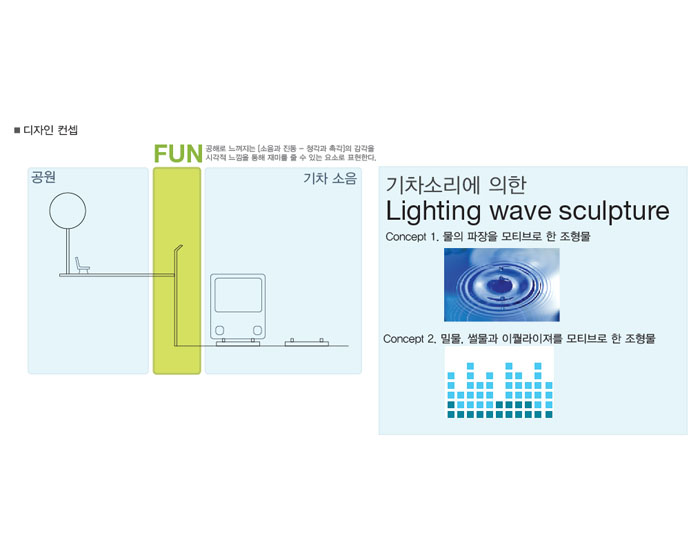 ■ 디자인 컨셉
FUN
공해로 느껴지는 [소음과 진동 - 청각과 촉각]의 감각을
시각적 느낌을 통해 재미를 줄 수 있는 요소로 표현한다.
공원
기차 소음
기차소리에 의한
Lighting wave sculpture
Concept 1. 물의 파장을 모티브로 한 조형물
Concept 2. 밀물, 썰물과 이퀄라이져를 모티브로 한 조형물